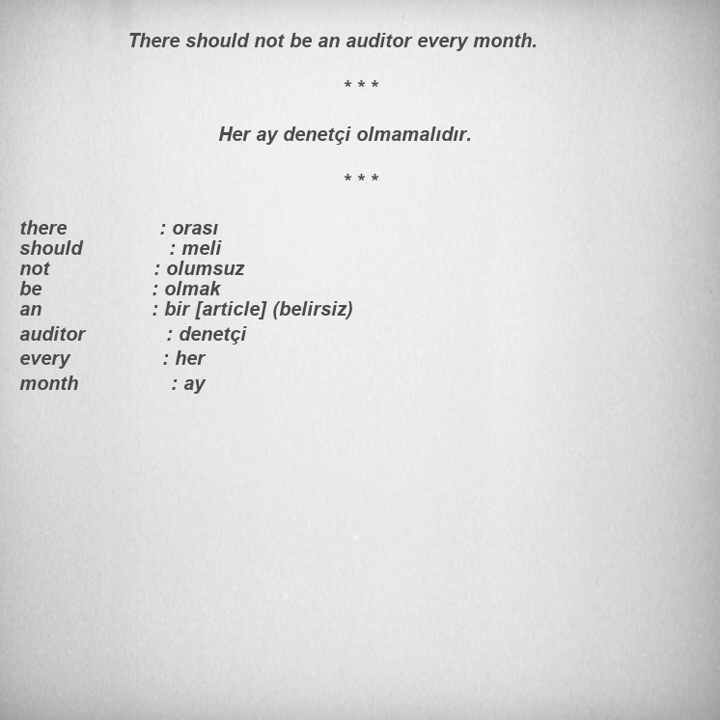 There should not be an auditor every month.
* * *
Her ay denetçi olmamalıdır.
* * *
there : orası
should : meli
not : olumsuz
be : olmak
an : bir [article] (belirsiz)
auditor : denetçi
every : her
month : ay